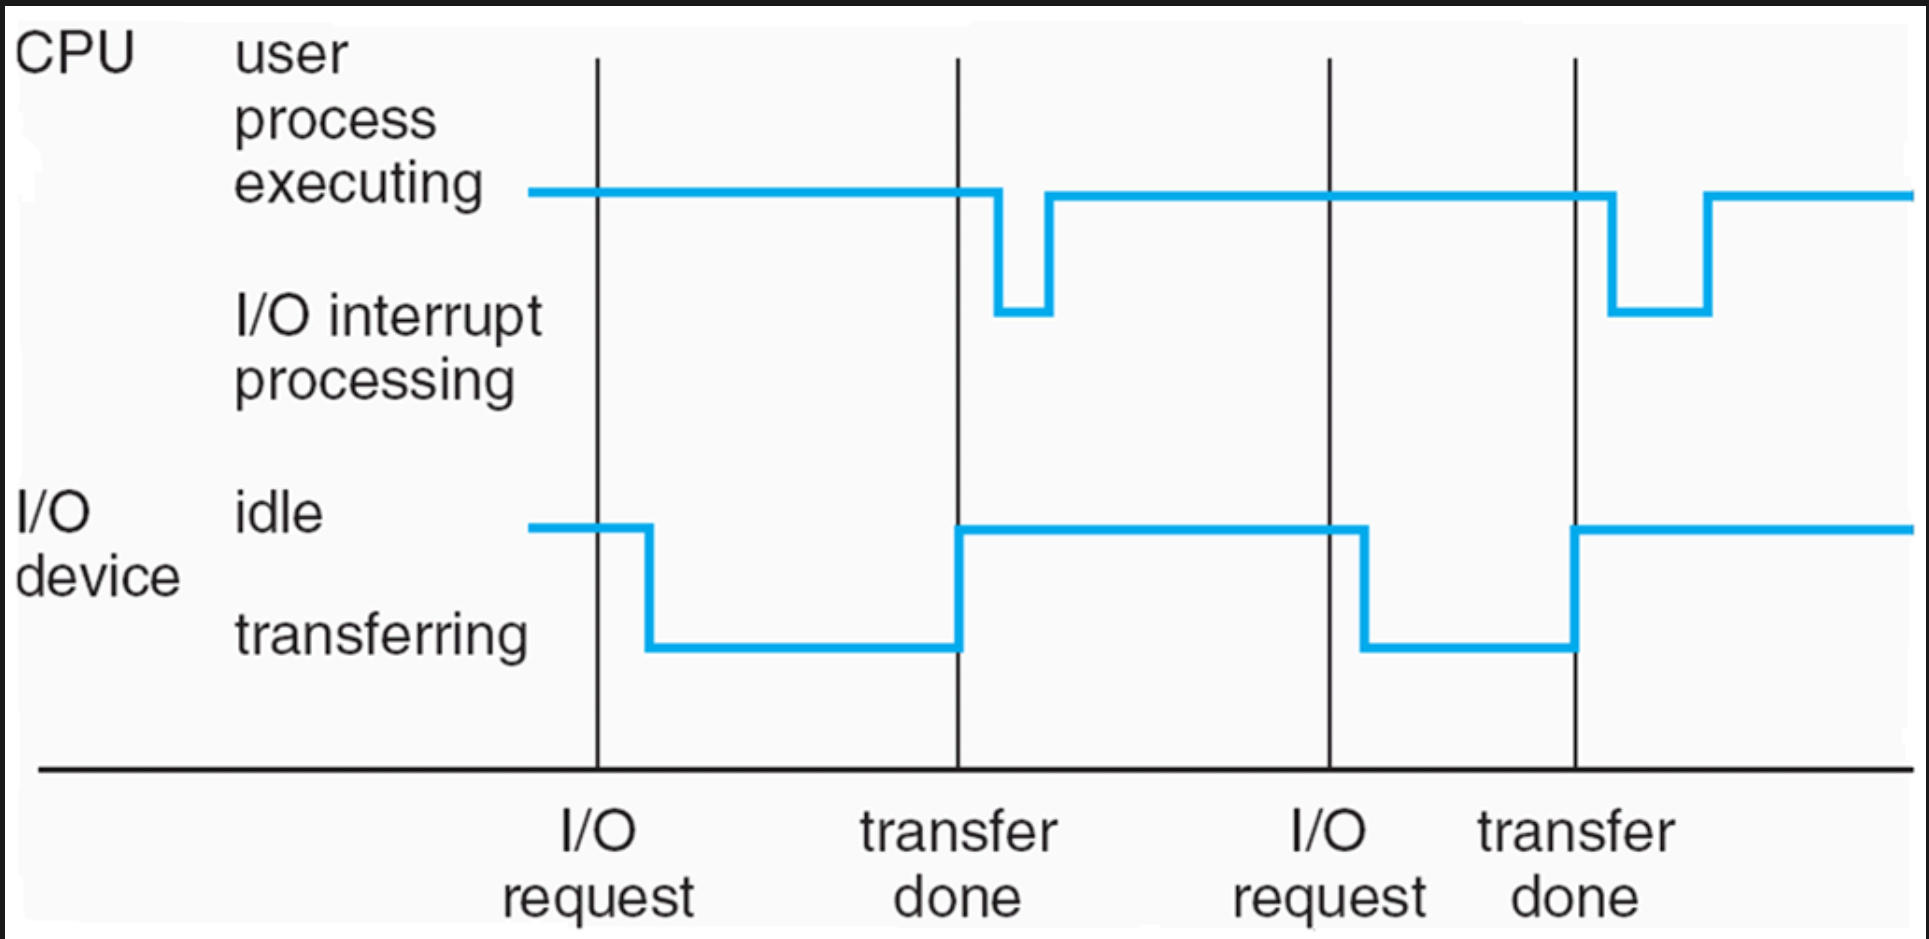 CPU
user
process
executing
I/O interrupt
processing
I/O
device
idle
transferring
I/O
request
transfer
done
I/O
request
transfer
done